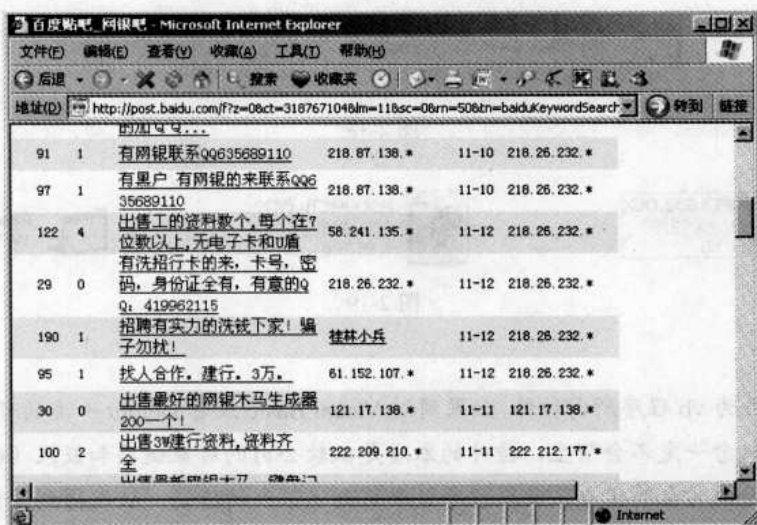 百度贴吧_网银吧 - Microsoft Internet Explorer
文件(F) 编辑(E) 查看(V) 收藏(A) 工具(T) 帮助(H)
后退 搜索 收藏夹
地址(D) http://post.baidu.com/f?z=0&ct=318767104&lm=11&sc=0&rn=50&tn=baiduKeywordSearch 转到 链接
的加QQ...
91 1 有网银联系QQ635689110 218.87.138.* 11-10 218.26.232.*
97 1 有黑户 有网银的来联系QQ6
35689110 218.87.138.* 11-10 218.26.232.*
122 4 出售工的资料数个,每个在?
位数以上,无电子卡和U盾 58.241.135.* 11-12 218.26.232.*
29 0 有洗招行卡的来,卡号,密
码,身份证全有,有意的Q
Q:419962115 218.26.232.* 11-12 218.26.232.*
190 1 招聘有实力的洗钱下家!骗
子勿扰! 桂林小兵 11-12 218.26.232.*
95 1 找人合作。建行。3万。 61.152.107.* 11-12 218.26.232.*
30 0 出售最好的网银木马生成器
200一个! 121.17.138.* 11-11 121.17.138.*
100 2 出售3W建行资料,资料齐
全 222.209.210.* 11-11 222.212.177.*
Internet